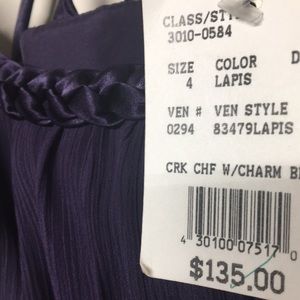 CLASS/STY
3010-0584
SIZE COLOR D
4 LAPIS
VEN # VEN STYLE
0294 83479LAPIS
CRK CHF W/CHARM B
4 30100 07517 0
$135.00